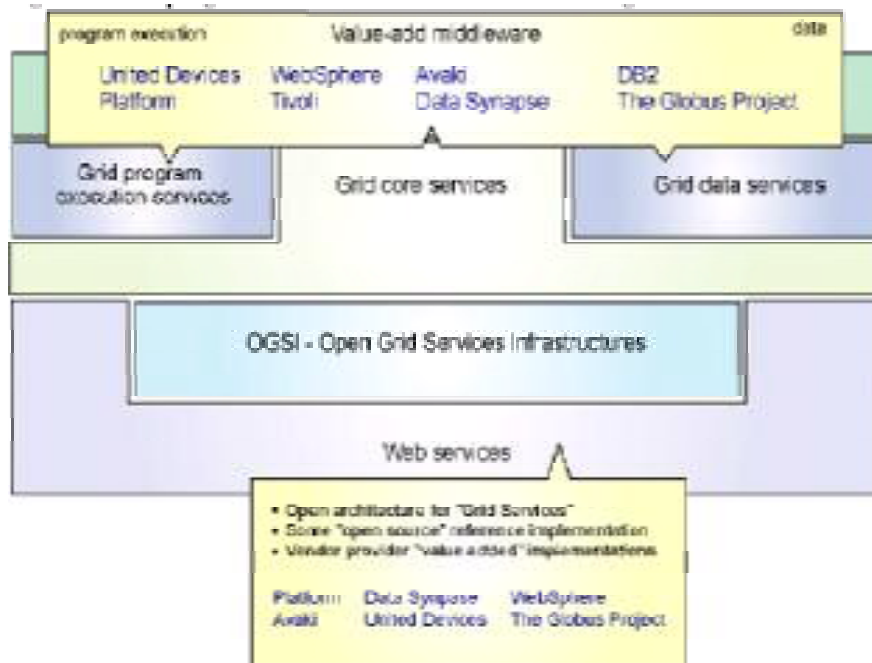 program execution Value-add middleware data
United Devices WebSphere Avaki DB2
Platform Tivoli Data Synapse The Globus Project
Grid program
execution services
Grid core services
Grid data services
OGSI - Open Grid Services Infrastructures
Web services
• Open architecture for "Grid Services"
• Some "open source" reference implementation
• Vendor provider "value added" implementations
Platform Data Synpase WebSphere
Avaki United Devices The Globus Project